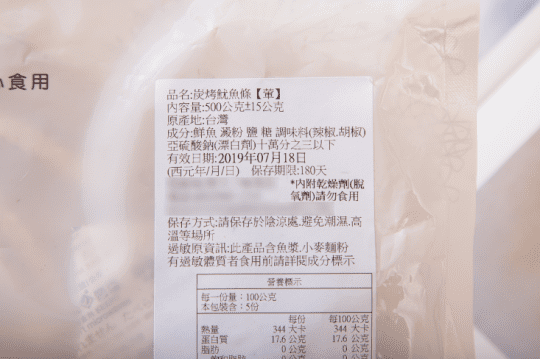 小食用
品名:炭烤魷魚條【葷】
內容量:500公克±15公克
原產地:台灣
成分:鮮魚 澱粉 鹽 糖 調味料(辣椒.胡椒)
亞硫酸鈉(漂白劑)十萬分之三以下
有效日期:2019年07月18日
(西元年/月/日) 保存期限:180天
*內附乾燥劑(脫
氧劑)請勿食用
保存方式:請保存於陰涼處.避免潮濕.高
溫等場所
過敏原資訊:此產品含魚漿.小麥麵粉
有過敏體質者食用前請詳閱成分標示
營養標示
每一份量:100公克
本包裝含:5份
每份 每100公克
熱量 344 大卡 344 大卡
蛋白質 17.6 公克 17.6 公克
脂肪 0 公克 0 公克
0 公克 0 公克